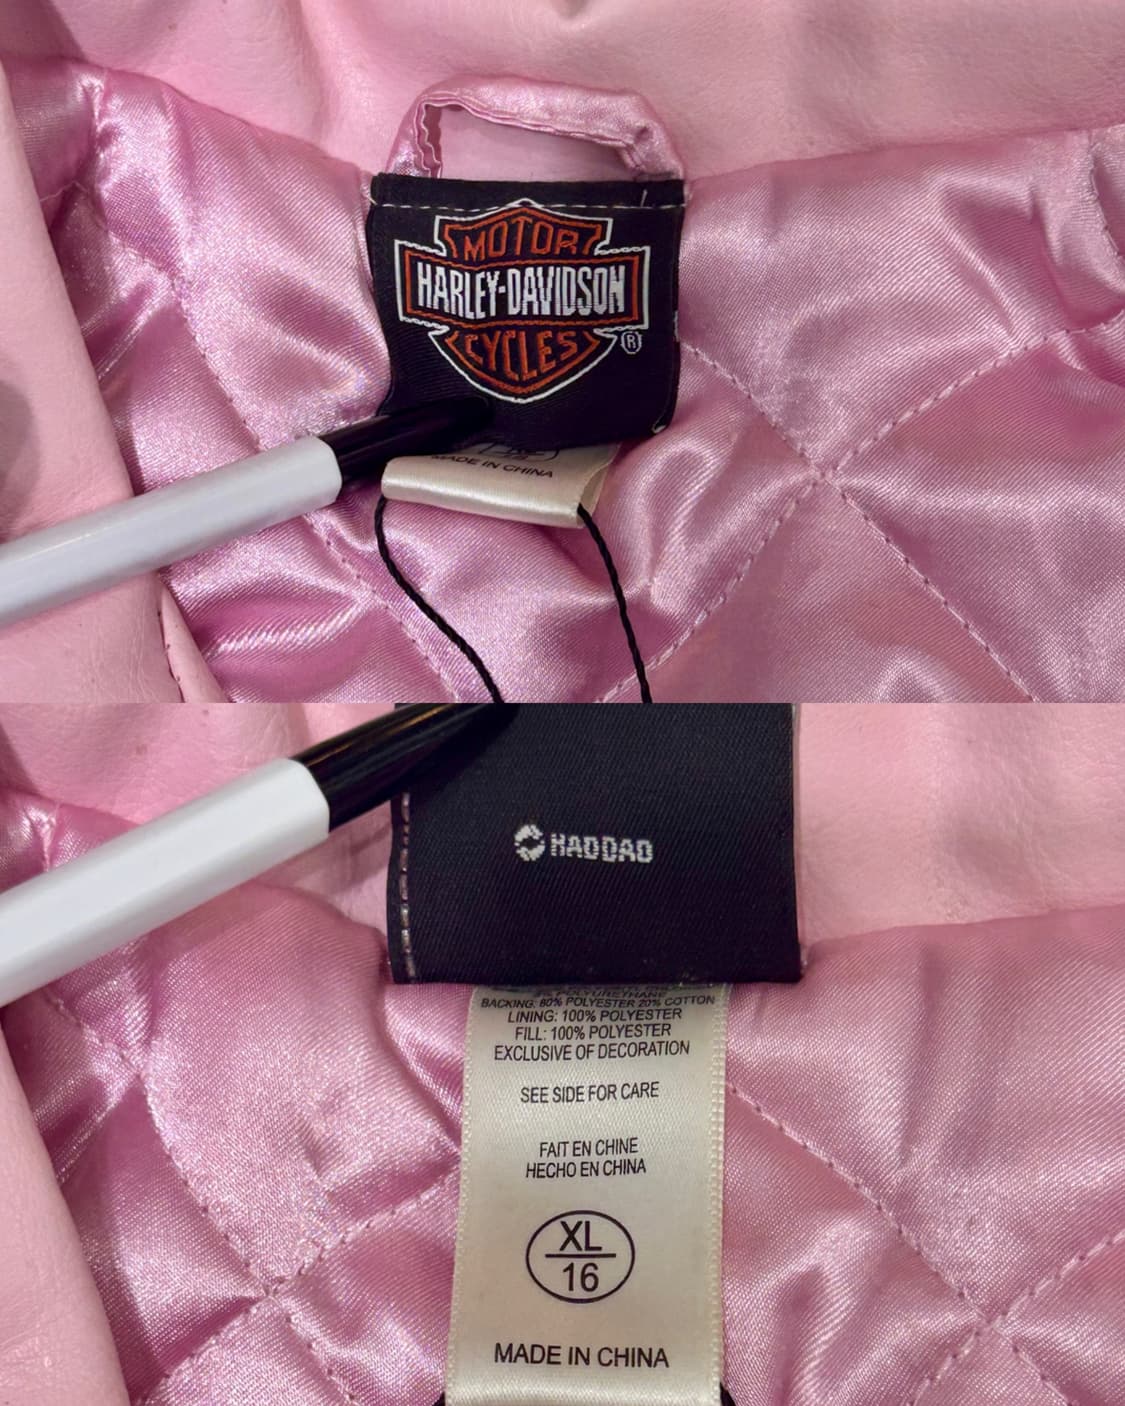 MOTOR
HARLEY-DAVIDSON
CYCLES
®
MADE IN CHINA
HADDAD
POLYURETHANE
BACKING: 80% POLYESTER 20% COTTON
LINING: 100% POLYESTER
FILL: 100% POLYESTER
EXCLUSIVE OF DECORATION
SEE SIDE FOR CARE
FAIT EN CHINE
HECHO EN CHINA
XL
16
MADE IN CHINA